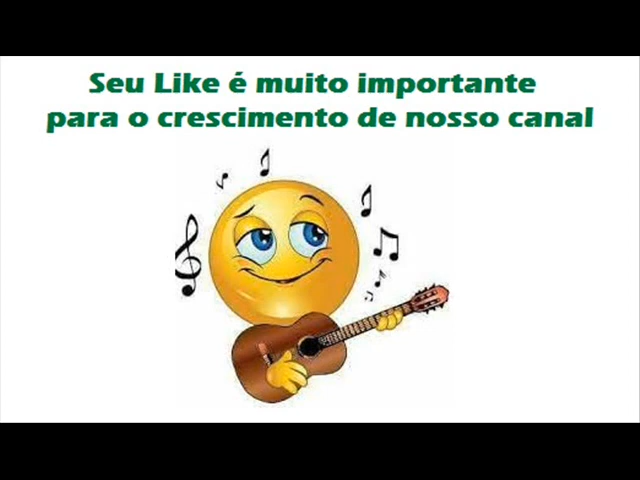 Seu Like é muito importante
para o crescimento de nosso canal